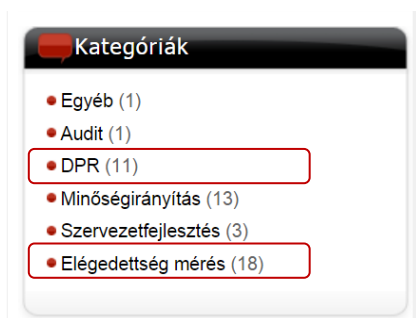 Kategóriák
Egyéb (1)
Audit (1)
DPR (11)
Minőségirányítás (13)
Szervezetfejlesztés (3)
Elégedettség mérés (18)